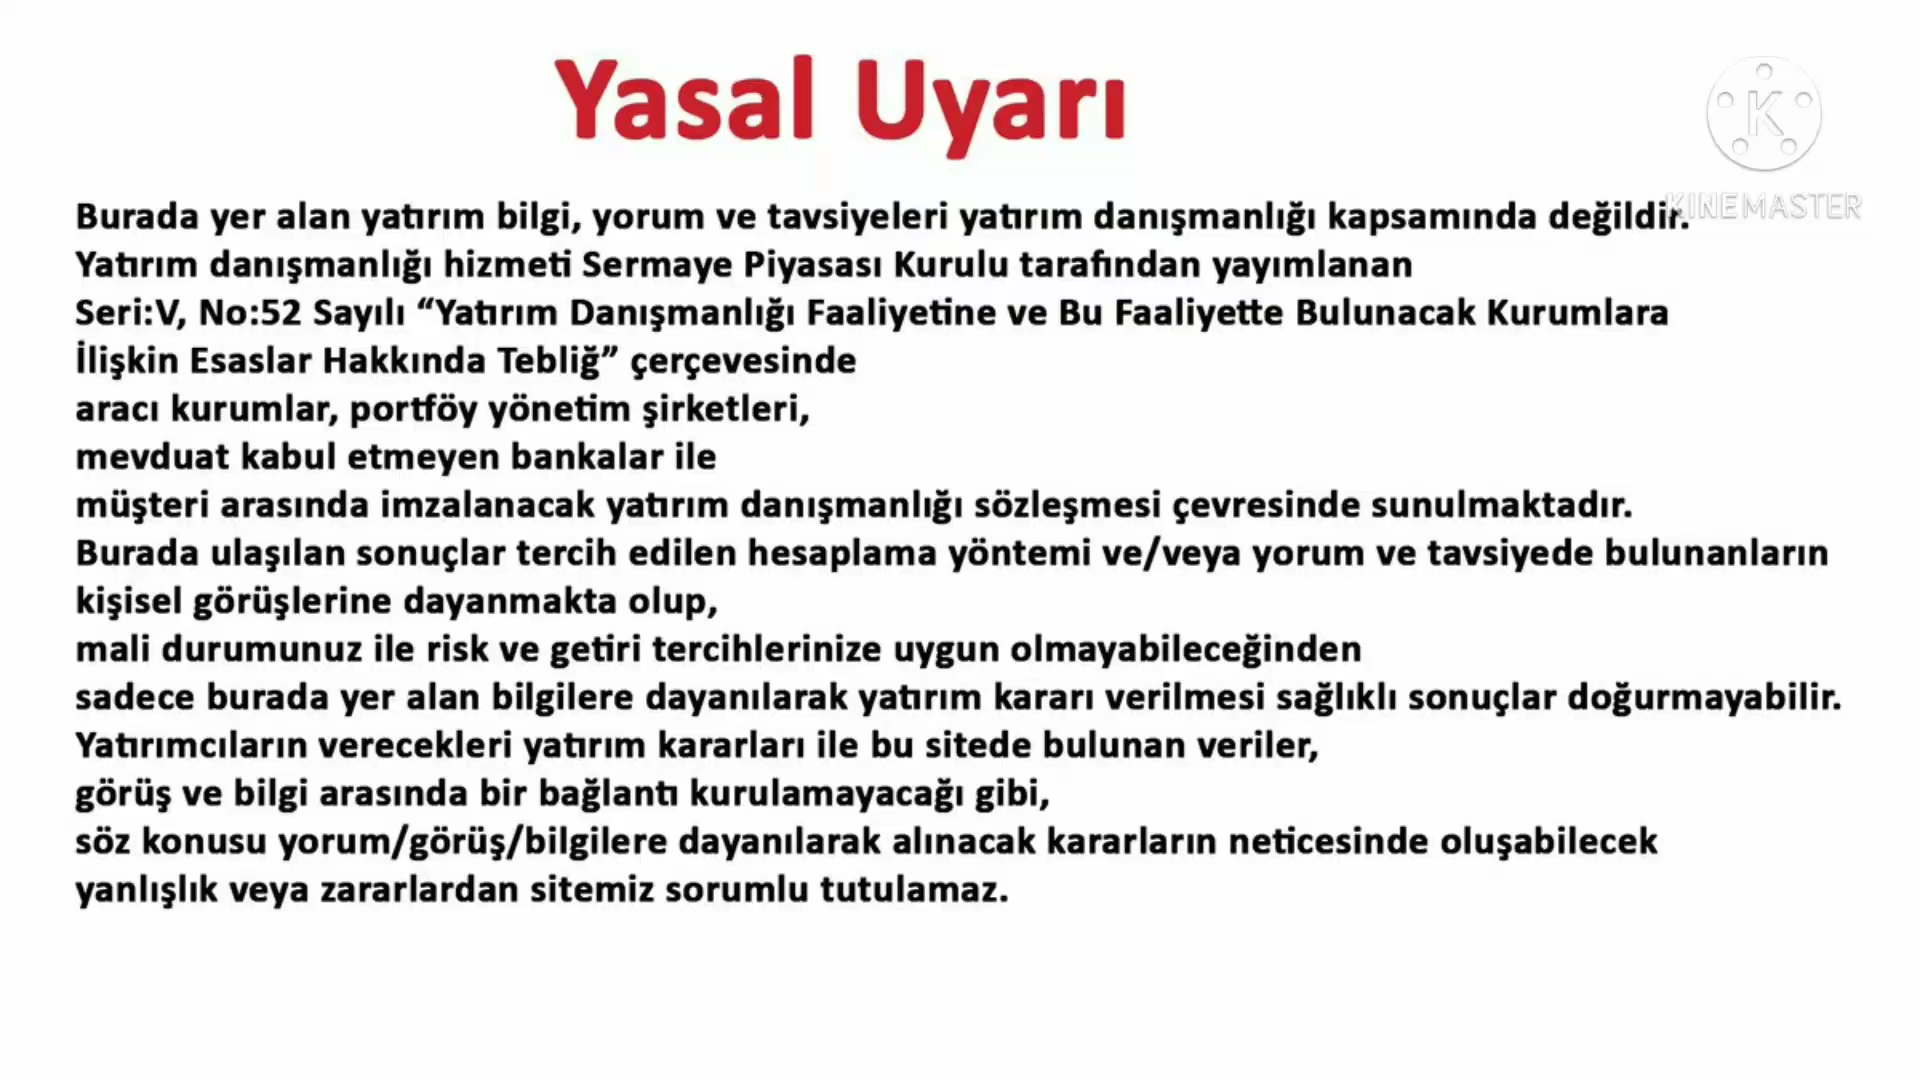 Yasal Uyarı
K
KINEMASTER
Burada yer alan yatırım bilgi, yorum ve tavsiyeleri yatırım danışmanlığı kapsamında değildir.
Yatırım danışmanlığı hizmeti Sermaye Piyasası Kurulu tarafından yayımlanan
Seri:V, No:52 Sayılı “Yatırım Danışmanlığı Faaliyetine ve Bu Faaliyette Bulunacak Kurumlara
İlişkin Esaslar Hakkında Tebliğ” çerçevesinde
aracı kurumlar, portföy yönetim şirketleri,
mevduat kabul etmeyen bankalar ile
müşteri arasında imzalanacak yatırım danışmanlığı sözleşmesi çevresinde sunulmaktadır.
Burada ulaşılan sonuçlar tercih edilen hesaplama yöntemi ve/veya yorum ve tavsiyede bulunanların
kişisel görüşlerine dayanmakta olup,
mali durumunuz ile risk ve getiri tercihlerinize uygun olmayabileceğinden
sadece burada yer alan bilgilere dayanılarak yatırım kararı verilmesi sağlıklı sonuçlar doğurmayabilir.
Yatırımcıların verecekleri yatırım kararları ile bu sitede bulunan veriler,
görüş ve bilgi arasında bir bağlantı kurulamayacağı gibi,
söz konusu yorum/görüş/bilgilere dayanılarak alınacak kararların neticesinde oluşabilecek
yanlışlık veya zararlardan sitemiz sorumlu tutulamaz.